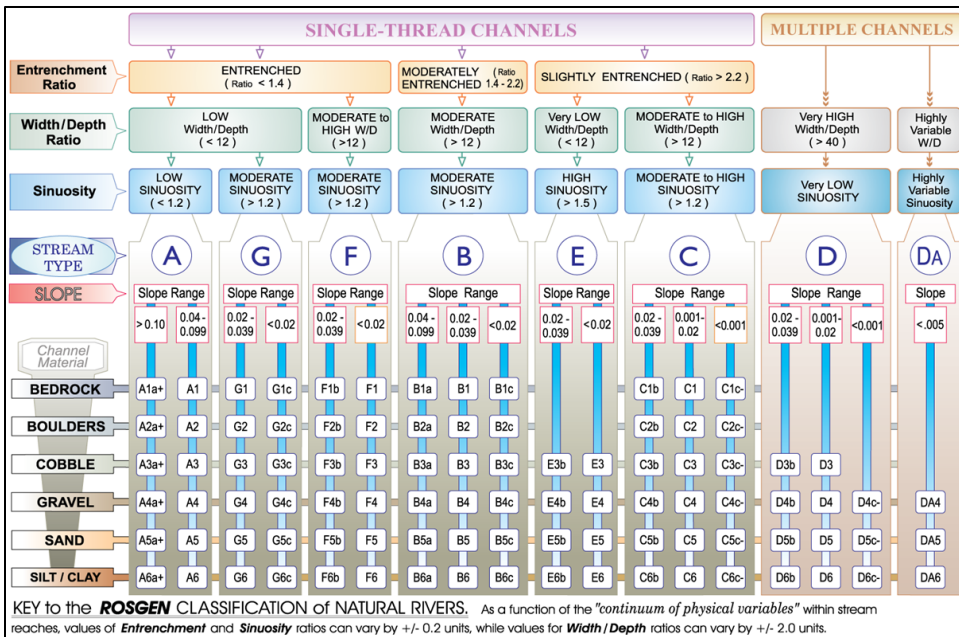 SINGLE-THREAD CHANNELS
MULTIPLE CHANNELS
Entrenchment
Ratio
ENTRENCHED
( Ratio < 1.4 )
MODERATELY
ENTRENCHED
( Ratio
1.4 - 2.2)
SLIGHTLY ENTRENCHED ( Ratio > 2.2 )
Width/Depth
Ratio
LOW
Width/Depth
( < 12 )
MODERATE to
HIGH W/D
( >12 )
MODERATE
Width/Depth
( > 12 )
Very LOW
Width/Depth
( < 12 )
MODERATE to HIGH
Width/Depth
( > 12 )
Very HIGH
Width/Depth
( > 40 )
Highly
Variable
W/D
Sinuosity
LOW
SINUOSITY
( < 1.2 )
MODERATE
SINUOSITY
( > 1.2 )
MODERATE
SINUOSITY
( > 1.2 )
MODERATE
SINUOSITY
( > 1.2 )
HIGH
SINUOSITY
( > 1.5 )
MODERATE to HIGH
SINUOSITY
( > 1.2 )
Very LOW
SINUOSITY
Highly
Variable
Sinuosity
STREAM
TYPE
A
G
F
B
E
C
D
DA
SLOPE
Slope Range
Slope Range
Slope Range
Slope Range
Slope Range
Slope Range
Slope Range
Slope
> 0.10
0.04 -
0.099
0.02 -
0.039
< 0.02
0.02 -
0.039
<0.02
0.04 -
0.099
0.02 -
0.039
<0.02
0.02 -
0.039
< 0.02
0.02 -
0.039
0.001-
0.02
<0.001
0.02 -
0.039
0.001-
0.02
<0.001
<.005
Channel
Material
BEDROCK
A1a+ A1 G1 G1c F1b F1 B1a B1 B1c C1b C1 C1c-
BOULDERS
A2a+ A2 G2 G2c F2b F2 B2a B2 B2c C2b C2 C2c-
COBBLE
A3a+ A3 G3 G3c F3b F3 B3a B3 B3c E3b E3 C3b C3 C3c- D3b D3
GRAVEL
A4a+ A4 G4 G4c F4b F4 B4a B4 B4c E4b E4 C4b C4 C4c- D4b D4 D4c- DA4
SAND
A5a+ A5 G5 G5c F5b F5 B5a B5 B5c E5b E5 C5b C5 C5c- D5b D5 D5c- DA5
SILT / CLAY
A6a+ A6 G6 G6c F6b F6 B6a B6 B6c E6b E6 C6b C6 C6c- D6b D6 D6c- DA6
KEY to the ROSGEN CLASSIFICATION of NATURAL RIVERS. As a function of the "continuum of physical variables" within stream
reaches, values of Entrenchment and Sinuosity ratios can vary by +/- 0.2 units, while values for Width / Depth ratios can vary by +/- 2.0 units.